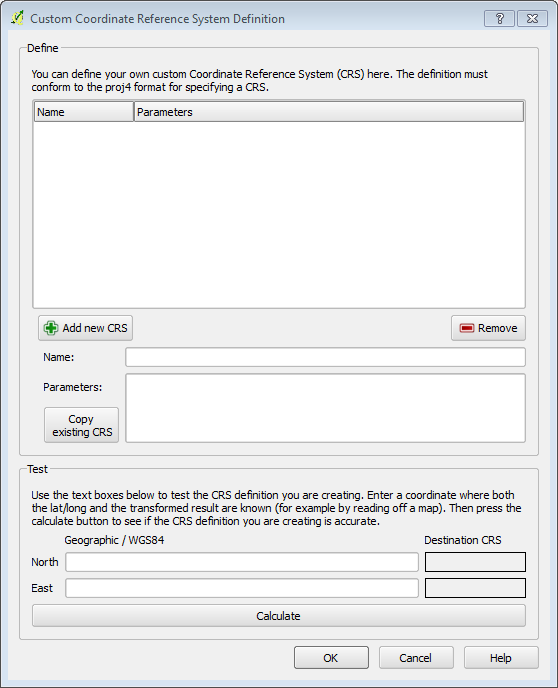 Custom Coordinate Reference System Definition
Define
You can define your own custom Coordinate Reference System (CRS) here. The definition must
conform to the proj4 format for specifying a CRS.
Name Parameters
Add new CRS Remove
Name:
Parameters:
Copy
existing CRS
Test
Use the text boxes below to test the CRS definition you are creating. Enter a coordinate where both
the lat/long and the transformed result are known (for example by reading off a map). Then press the
calculate button to see if the CRS definition you are creating is accurate.
Geographic / WGS84 Destination CRS
North
East
Calculate
OK Cancel Help